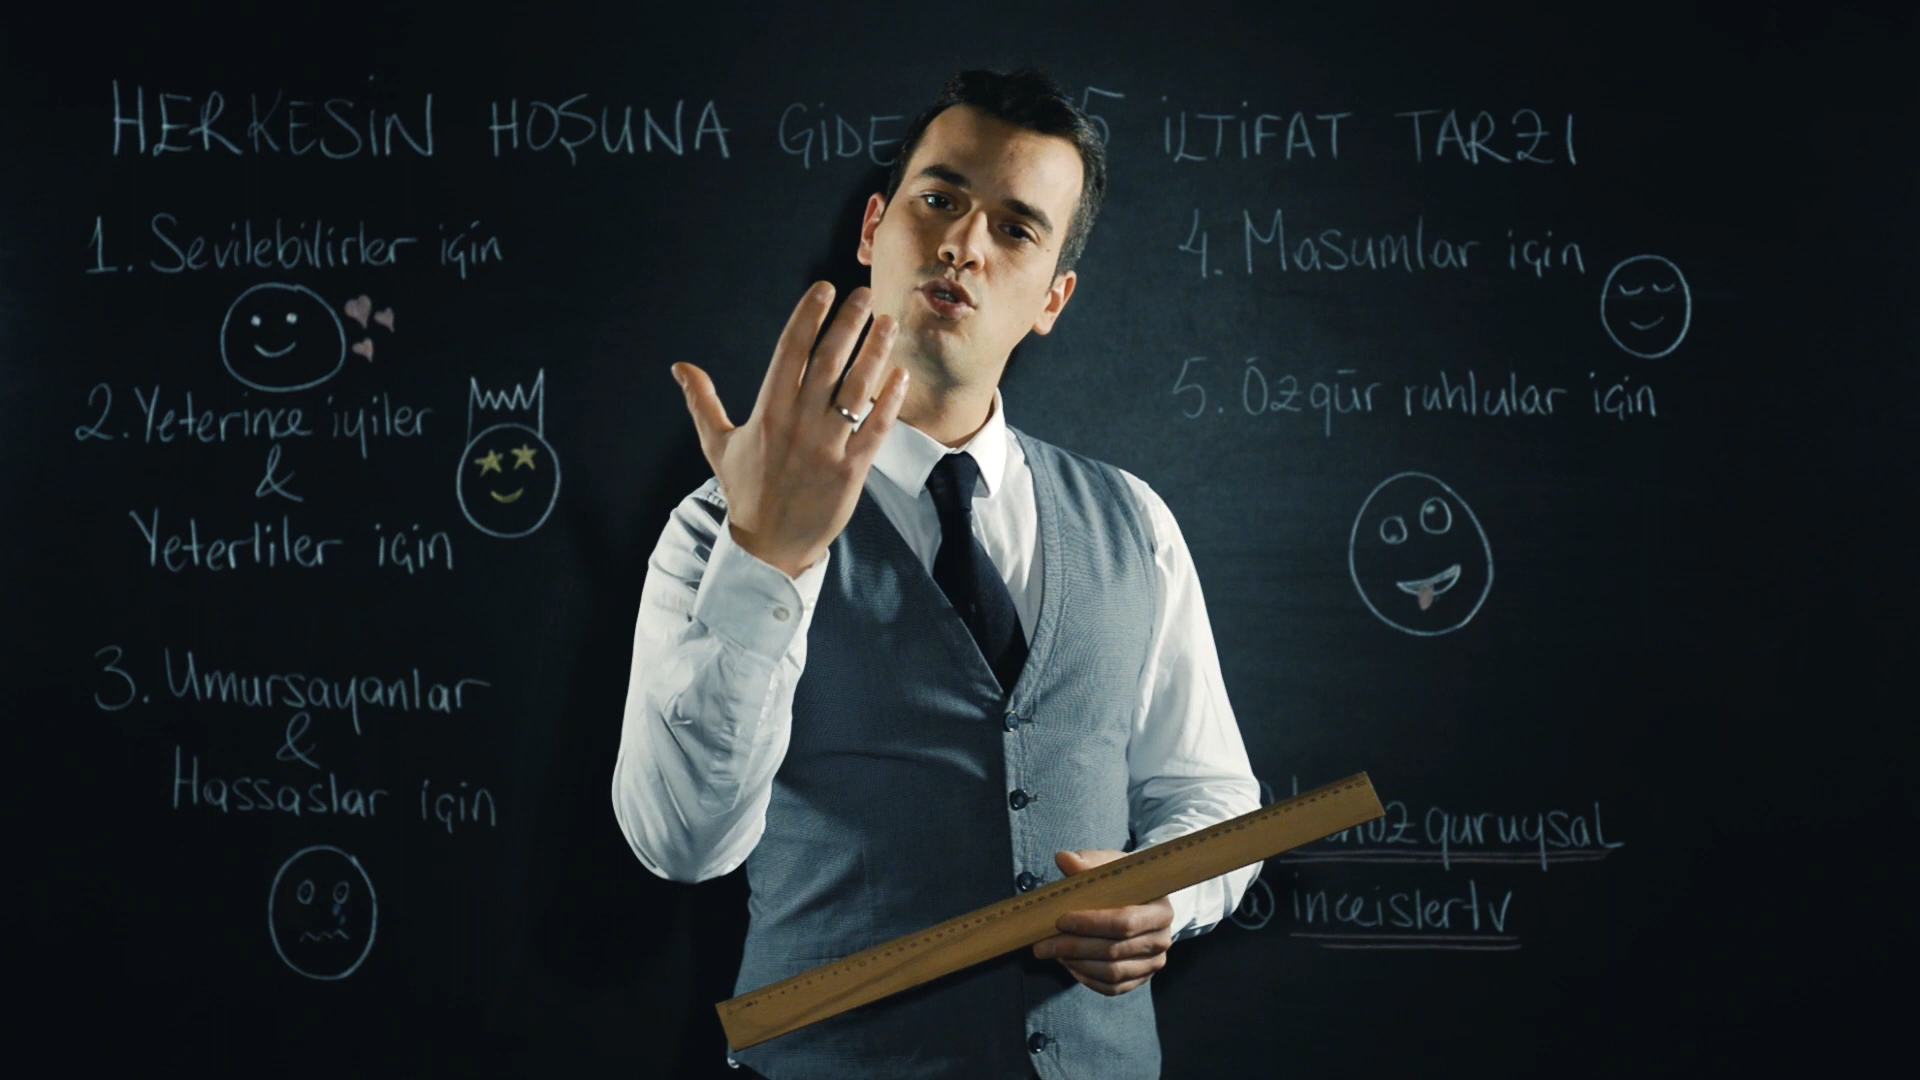 HERKESİN HOŞUNA GİDE 5 İLTİFAT TARZI
1. Sevilebilirler için
2. Yeterince iyiler
&
Yeterliler için
3. Umursayanlar
&
Hassaslar için
4. Masumlar için
5. Özgür ruhlular için
@inceislertv